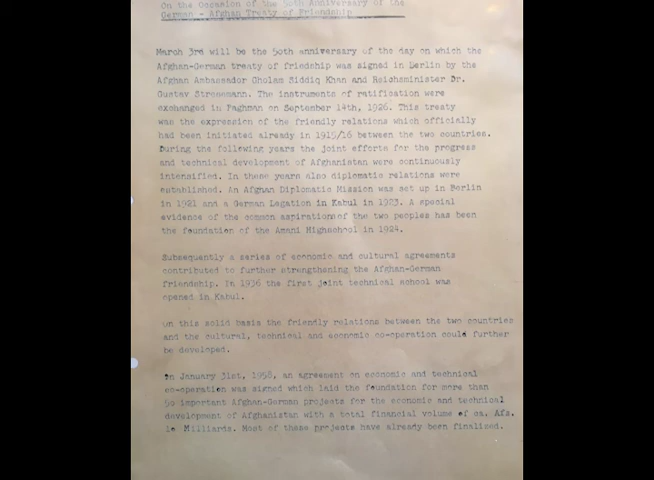 On the Occasion of the 50th Anniversary of the
German - Afghan Treaty of Friendship
March 3rd will be the 50th anniversary of the day on which the
Afghan-German treaty of friendship was signed in Berlin by the
Afghan Ambassador Gholam Siddiq Khan and Reichsminister Dr.
Gustav Stresemann. The instruments of ratification were
exchanged in Paghman on September 14th, 1926. This treaty
was the expression of the friendly relations which officially
had been initiated already in 1915/16 between the two countries.
During the following years the joint efforts for the progress
and technical development of Afghanistan were continuously
intensified. In these years also diplomatic relations were
established. An Afghan Diplomatic Mission was set up in Berlin
in 1921 and a German Legation in Kabul in 1923. A special
evidence of the common aspirations of the two peoples has been
the foundation of the Amani Highschool in 1924.
Subsequently a series of economic and cultural agreements
contributed to further strengthening the Afghan-German
friendship. In 1936 the first joint technical school was
opened in Kabul.
On this solid basis the friendly relations between the two countries
and the cultural, technical and economic co-operation could further
be developed.
In January 31st, 1958, an agreement on economic and technical
co-operation was signed which laid the foundation for more than
50 important Afghan-German projects for the economic and technical
development of Afghanistan with a total financial volume of ca. Afs.
Milliards. Most of these projects have already been finalized.